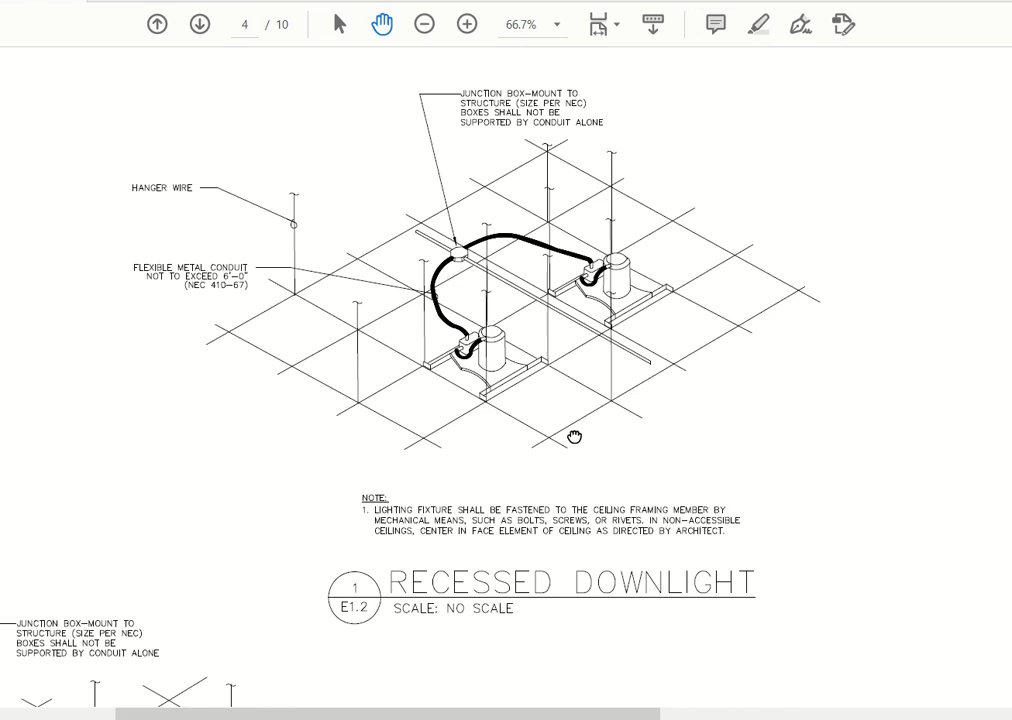 4 / 10
66.7%
JUNCTION BOX–MOUNT TO
STRUCTURE (SIZE PER NEC)
BOXES SHALL NOT BE
SUPPORTED BY CONDUIT ALONE
HANGER WIRE
FLEXIBLE METAL CONDUIT
NOT TO EXCEED 6'–0"
(NEC 410–67)
NOTE:
1. LIGHTING FIXTURE SHALL BE FASTENED TO THE CEILING FRAMING MEMBER BY
MECHANICAL MEANS, SUCH AS BOLTS, SCREWS, OR RIVETS. IN NON–ACCESSIBLE
CEILINGS, CENTER IN FACE ELEMENT OF CEILING AS DIRECTED BY ARCHITECT.
1
E1.2
RECESSED DOWNLIGHT
SCALE: NO SCALE
JUNCTION BOX–MOUNT TO
STRUCTURE (SIZE PER NEC)
BOXES SHALL NOT BE
SUPPORTED BY CONDUIT ALONE